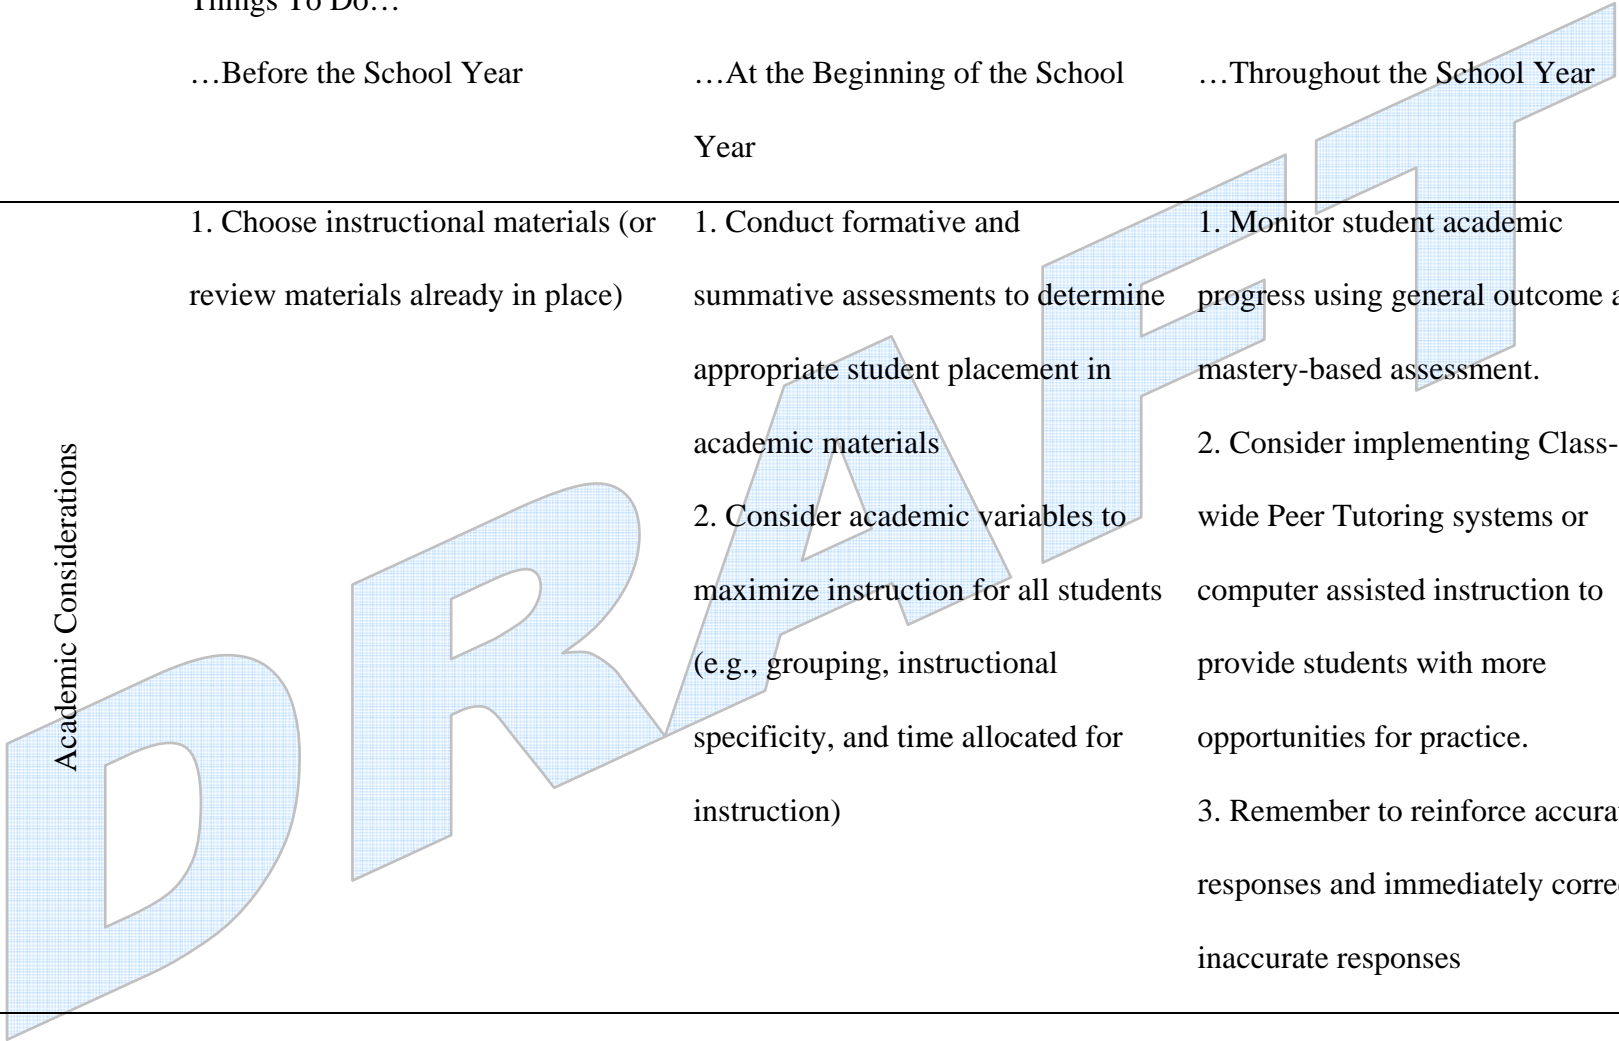 Things To Do…
…Before the School Year
…At the Beginning of the School
Year
…Throughout the School Year
Academic Considerations
1. Choose instructional materials (or
review materials already in place)
1. Conduct formative and
summative assessments to determine
appropriate student placement in
academic materials
2. Consider academic variables to
maximize instruction for all students
(e.g., grouping, instructional
specificity, and time allocated for
instruction)
1. Monitor student academic
progress using general outcome
mastery-based assessment.
2. Consider implementing Class-
wide Peer Tutoring systems or
computer assisted instruction to
provide students with more
opportunities for practice.
3. Remember to reinforce
responses and immediately
inaccurate responses
DRAFT